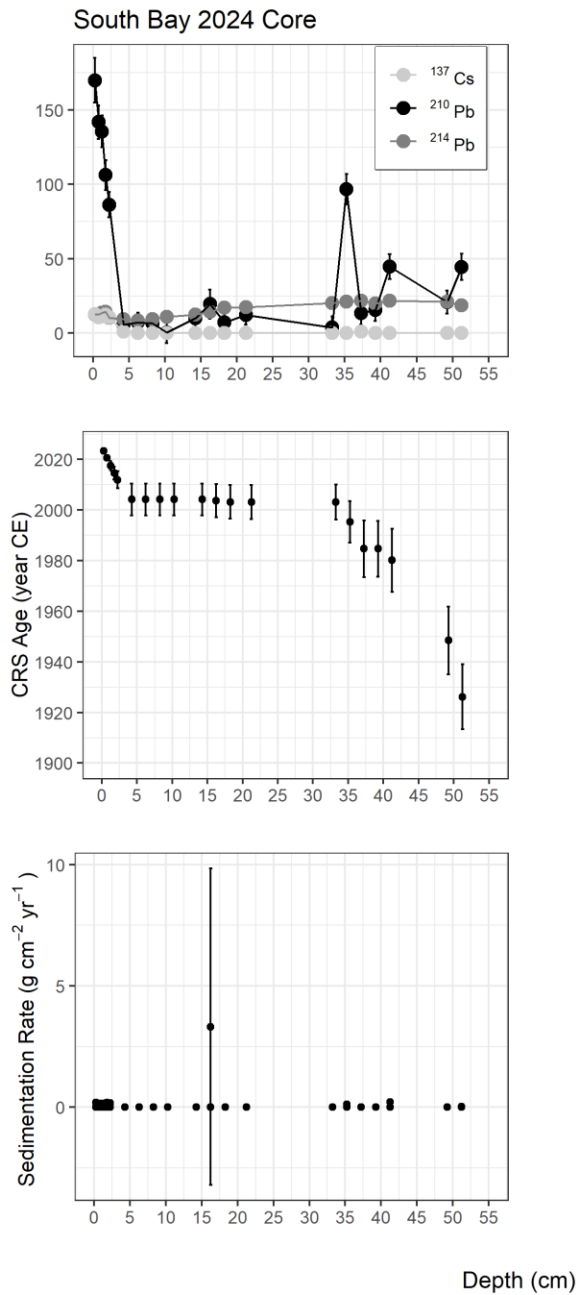 South Bay 2024 Core
¹³⁷Cs
²¹⁰Pb
²¹⁴Pb
150
100
50
0
0 5 10 15 20 25 30 35 40 45 50 55
CRS Age (year CE)
2020
2000
1980
1960
1940
1920
1900
0 5 10 15 20 25 30 35 40 45 50 55
Sedimentation Rate (g cm⁻² yr⁻¹ )
10
5
0
0 5 10 15 20 25 30 35 40 45 50 55
Depth (cm)